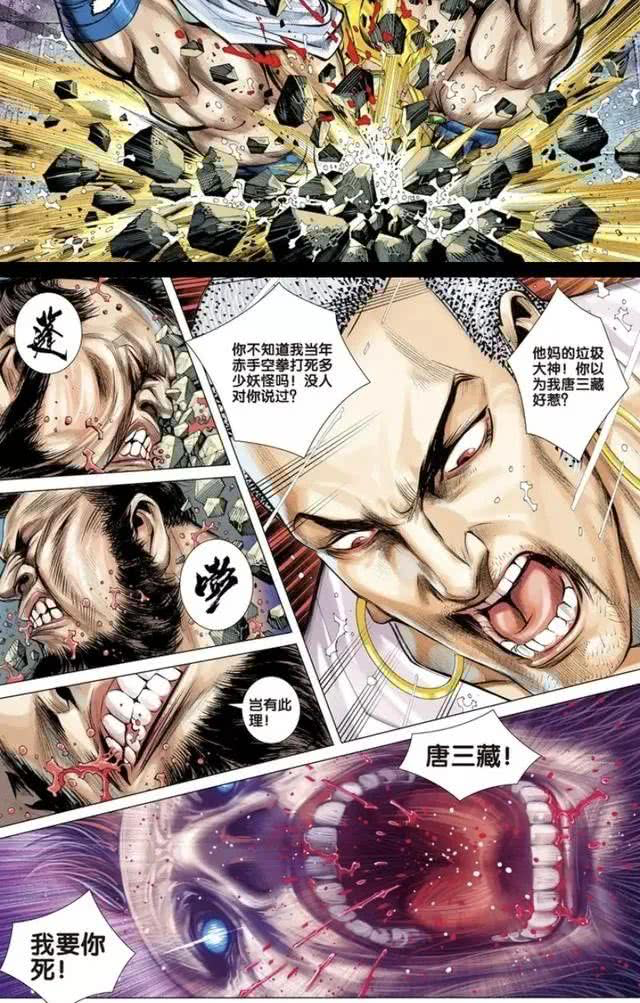 他妈的垃圾
大神！你以
为我唐三藏
好惹？
你不知道我当年
赤手空拳打死多
少妖怪吗！没人
对你说过？
蓬
嘭
岂有此
理！
唐三藏！
我要你
死！